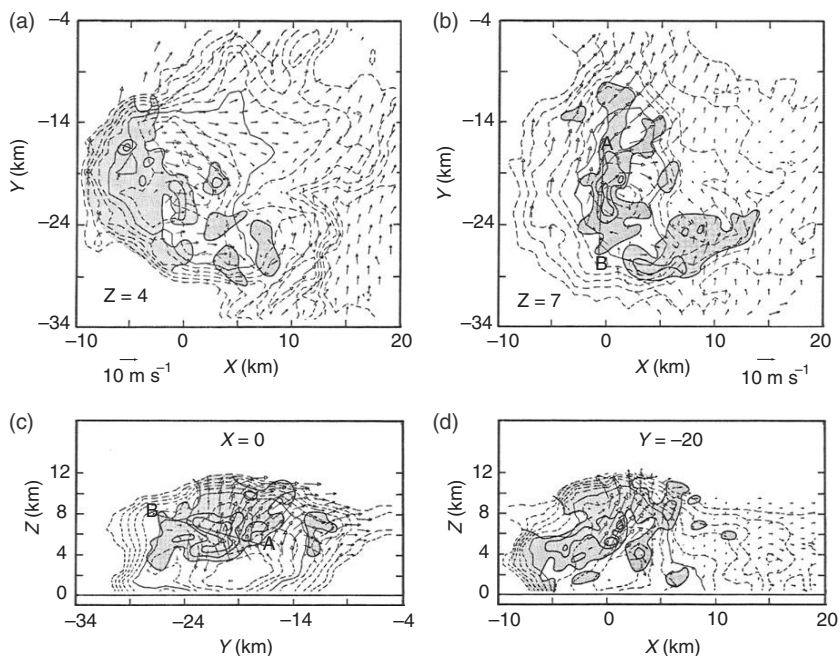 (a)
−4
−14
−24
−34
Y (km)
Z = 4
−10 0 10 20
X (km)
10 m s−1
(b)
−4
−14
−24
−34
Y (km)
A
B
Z = 7
−10 0 10 20
X (km)
10 m s−1
(c)
X = 0
12
8
4
0
Z (km)
B
A
−34 −24 −14 −4
Y (km)
(d)
Y = −20
12
8
4
0
Z (km)
−10 0 10 20
X (km)